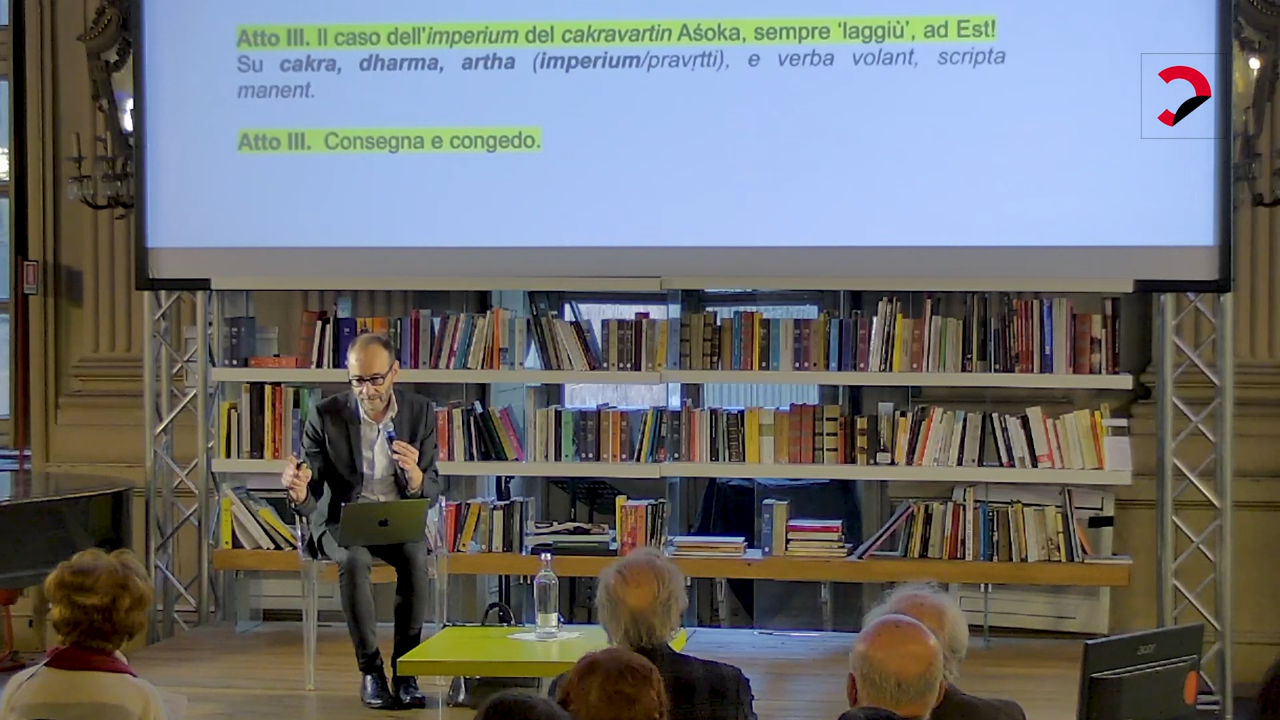 Atto III. Il caso dell'imperium del cakravartin Aśoka, sempre 'laggiù', ad Est!
Su cakra, dharma, artha (imperium/pravṛtti), e verba volant, scripta
manent.
Atto III. Consegna e congedo.
acer